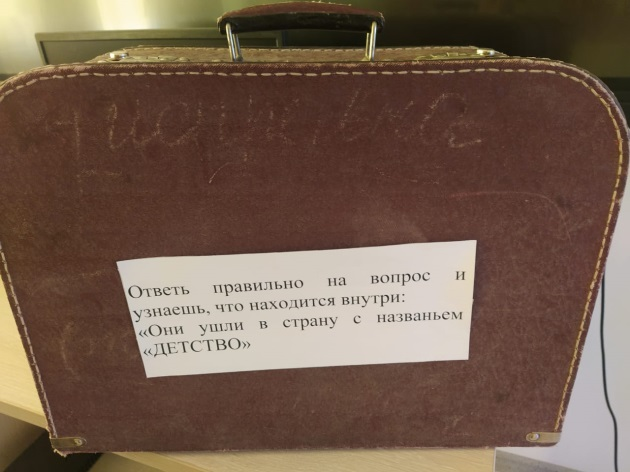 Ответь правильно на вопрос и
узнаешь, что находится внутри:
«Они ушли в страну с названьем
«ДЕТСТВО»